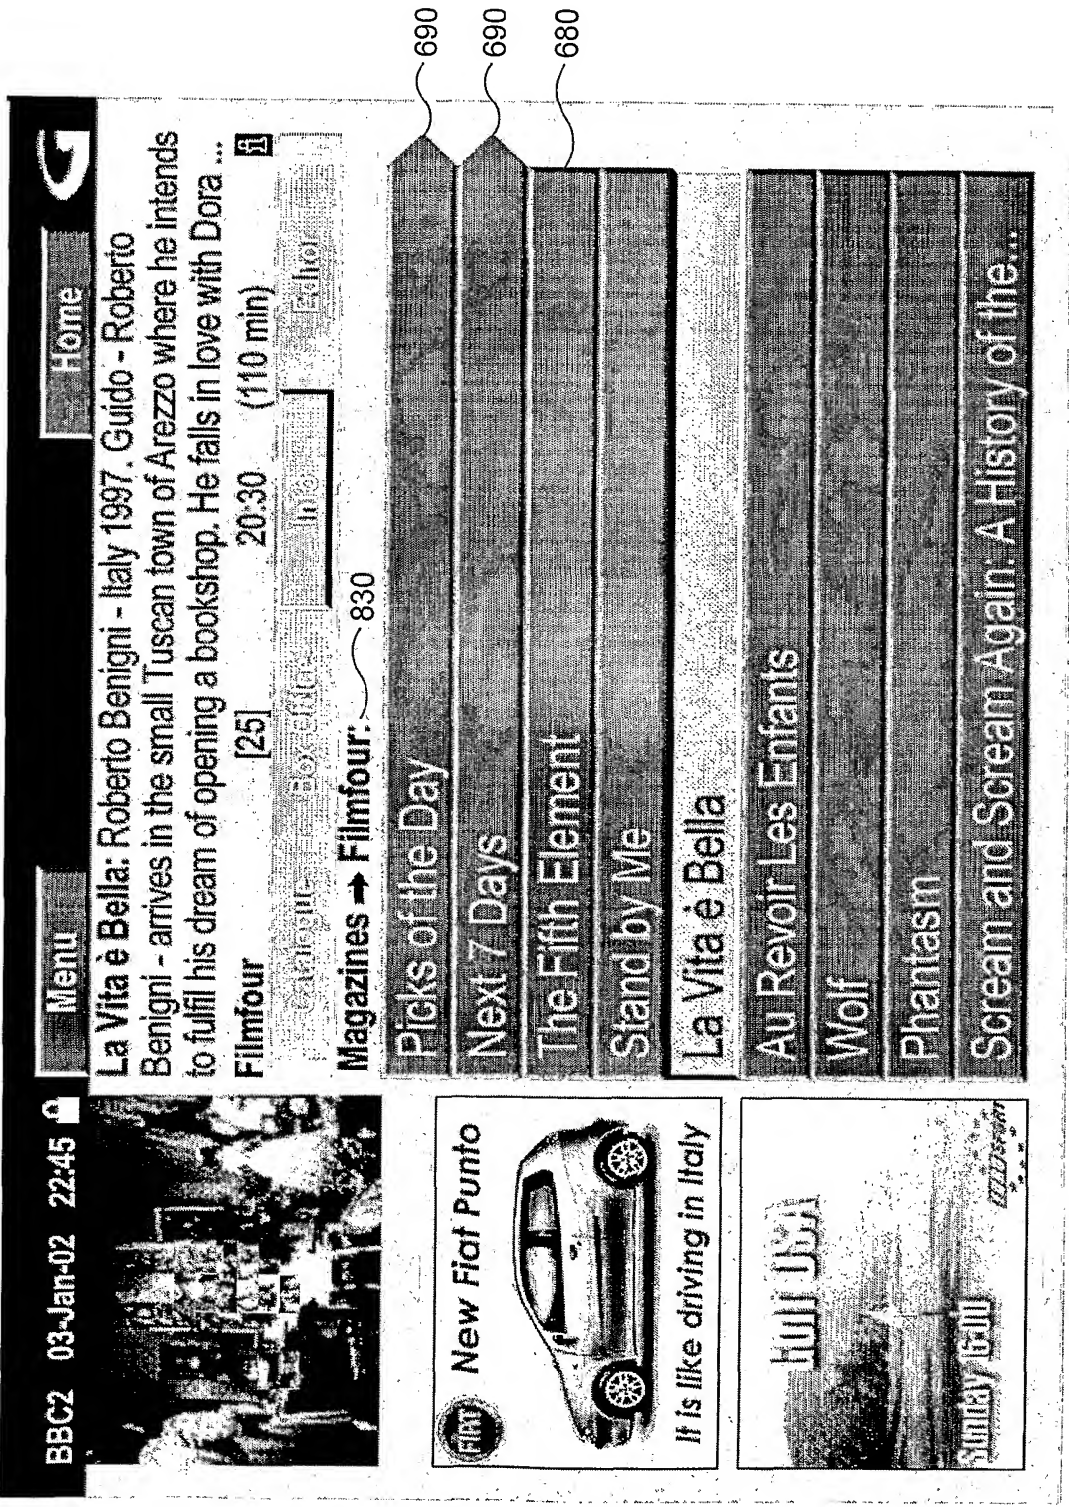 BBC2 03-Jan-02 22:45
Menu
Home
La Vita è Bella: Roberto Benigni - Italy 1997. Guido - Roberto
Benigni - arrives in the small Tuscan town of Arezzo where he intends
to fulfil his dream of opening a bookshop. He falls in love with Dora ...
Filmfour [25] 20:30 (110 min)
Info
Editor
Magazines → Filmfour:
830
Picks of the Day
690
Next 7 Days
690
The Fifth Element
680
Stand by Me
La Vita è Bella
Au Revoir Les Enfants
Wolf
Phantasm
Scream and Scream Again: A History of the...
FIAT
New Fiat Punto
It is like driving in Italy
Golf USA
Sunday